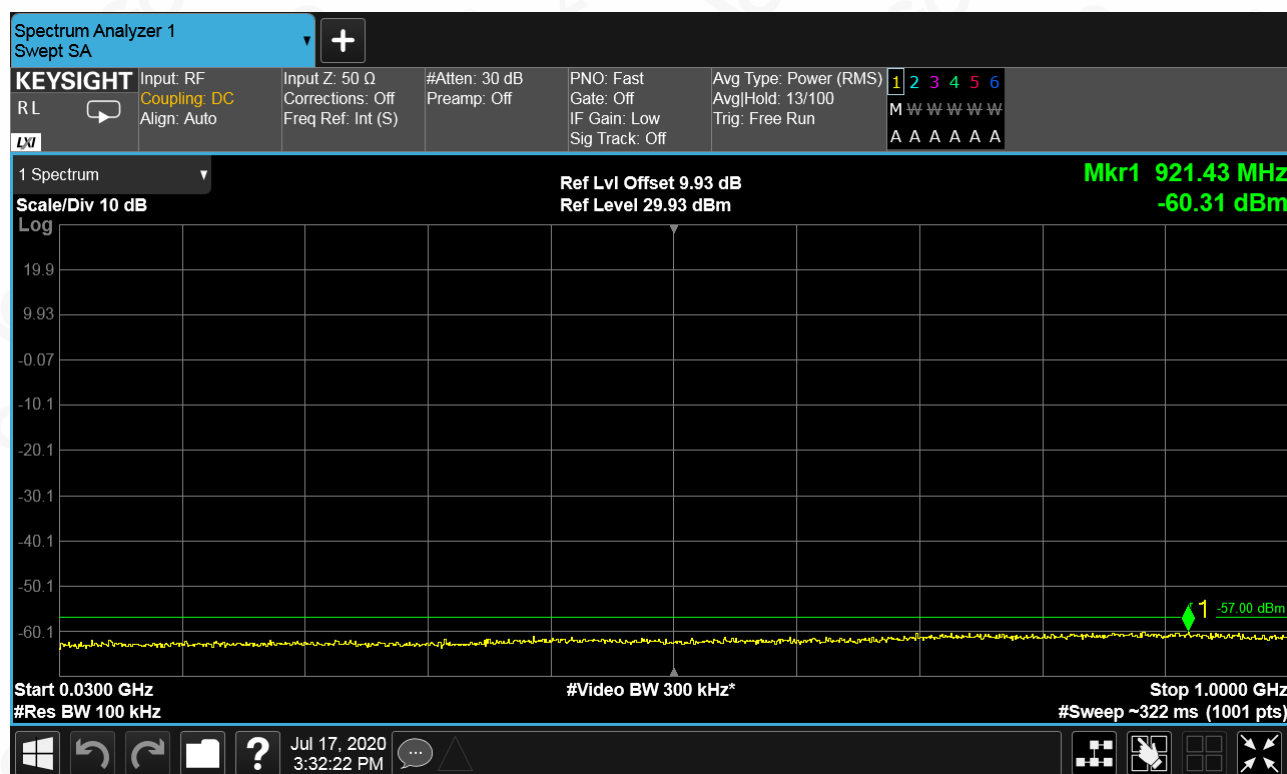 Spectrum Analyzer 1
Swept SA
KEYSIGHT Input: RF Input Z: 50 Ω #Atten: 30 dB PNO: Fast Avg Type: Power (RMS) 1 2 3 4 5 6
RL Coupling: DC Corrections: Off Preamp: Off Gate: Off Avg|Hold: 13/100 M W W W W W
Align: Auto Freq Ref: Int (S) IF Gain: Low Trig: Free Run
LXI Sig Track: Off A A A A A A
1 Spectrum Ref Lvl Offset 9.93 dB Mkr1 921.43 MHz
Scale/Div 10 dB Ref Level 29.93 dBm -60.31 dBm
Log
19.9
9.93
-0.07
-10.1
-20.1
-30.1
-40.1
-50.1
1 -57.00 dBm
-60.1
Start 0.0300 GHz #Video BW 300 kHz* Stop 1.0000 GHz
#Res BW 100 kHz #Sweep ~322 ms (1001 pts)
? Jul 17, 2020
3:32:22 PM